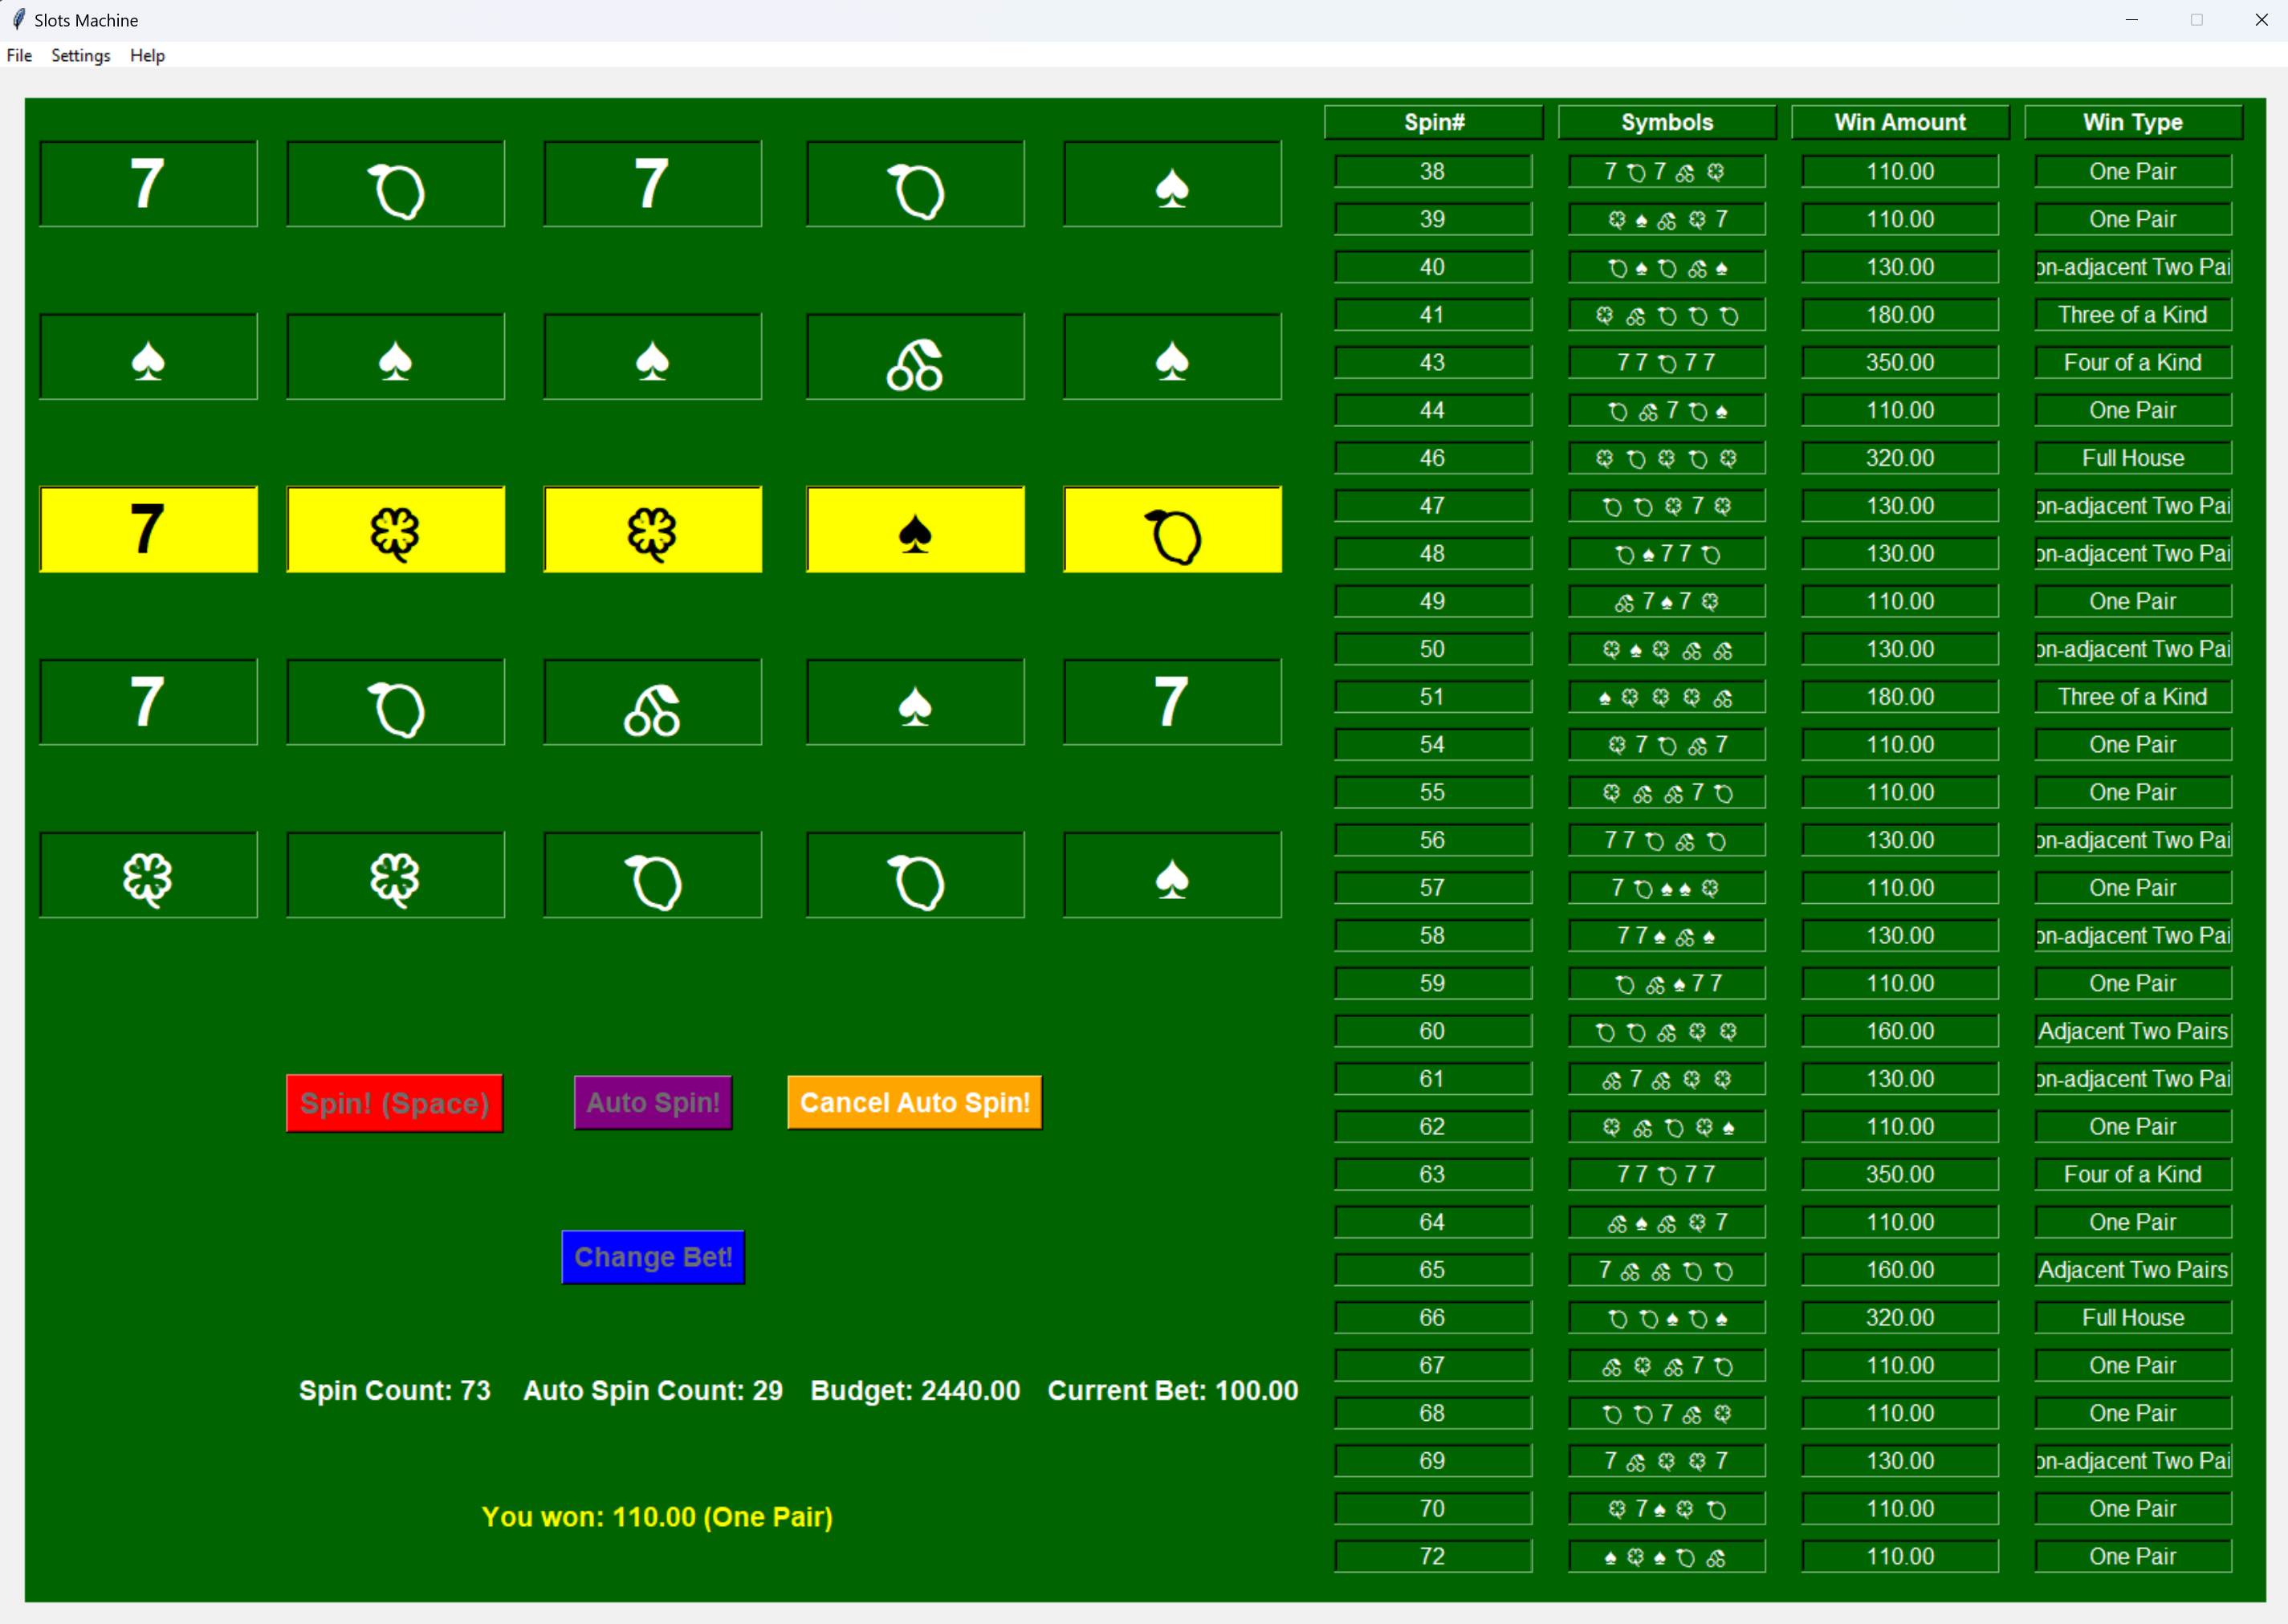 Slots Machine
File Settings Help
Spin# Symbols Win Amount Win Type
7 7 ♠
♠ ♠ ♠ ♠
7 ♠
7 ♠ 7
♠
38 7 7 110.00 One Pair
39 ♠ 7 110.00 One Pair
40 ♠ ♠ 130.00 on-adjacent Two Pai
41 180.00 Three of a Kind
43 7 7 7 7 350.00 Four of a Kind
44 7 ♠ 110.00 One Pair
46 320.00 Full House
47 7 130.00 on-adjacent Two Pai
48 ♠ 7 7 130.00 on-adjacent Two Pai
49 7 ♠ 7 110.00 One Pair
50 ♠ 130.00 on-adjacent Two Pai
51 ♠ 180.00 Three of a Kind
54 7 7 110.00 One Pair
55 7 110.00 One Pair
56 7 7 130.00 on-adjacent Two Pai
57 7 ♠ ♠ 110.00 One Pair
58 7 7 ♠ ♠ 130.00 on-adjacent Two Pai
59 ♠ 7 7 110.00 One Pair
60 160.00 Adjacent Two Pairs
61 7 130.00 on-adjacent Two Pai
62 ♠ 110.00 One Pair
63 7 7 7 7 350.00 Four of a Kind
64 ♠ 7 110.00 One Pair
65 7 160.00 Adjacent Two Pairs
66 ♠ ♠ 320.00 Full House
67 7 110.00 One Pair
68 7 110.00 One Pair
69 7 7 130.00 on-adjacent Two Pai
70 7 ♠ 110.00 One Pair
72 ♠ ♠ 110.00 One Pair
Spin! (Space) Auto Spin! Cancel Auto Spin!
Change Bet!
Spin Count: 73 Auto Spin Count: 29 Budget: 2440.00 Current Bet: 100.00
You won: 110.00 (One Pair)